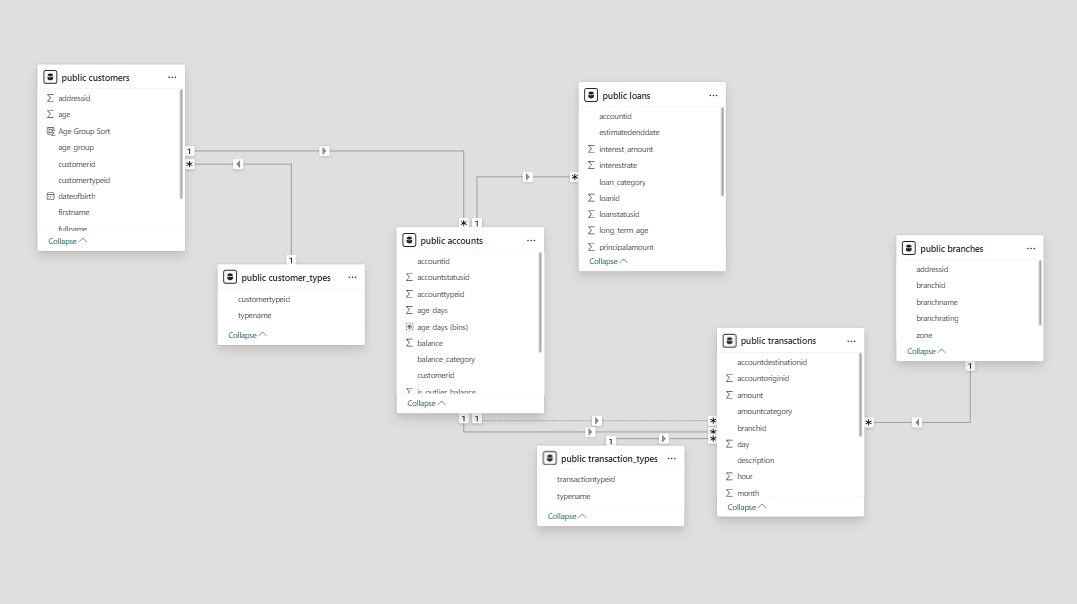 public customers
addressid
age
Age Group Sort
age_group
customerid
customertypeid
dateofbirth
firstname
fullname
Collapse
1
*
1
public customer_types
customertypeid
typename
Collapse
public loans
accountid
estimatedenddate
interest_amount
interestrate
loan_category
loanid
loanstatusid
long_term_age
principalamount
Collapse
*
* 1
public accounts
accountid
accountstatusid
accounttypeid
age_days
age_days (bins)
balance
balance_category
customerid
is_outlier_balance
Collapse
1 1
public branches
addressid
branchid
branchname
branchrating
zone
Collapse
1
public transactions
accountdestinationid
accountoriginid
amount
amountcategory
branchid
day
description
hour
month
Collapse
*
*
*
*
1
public transaction_types
transactiontypeid
typename
Collapse